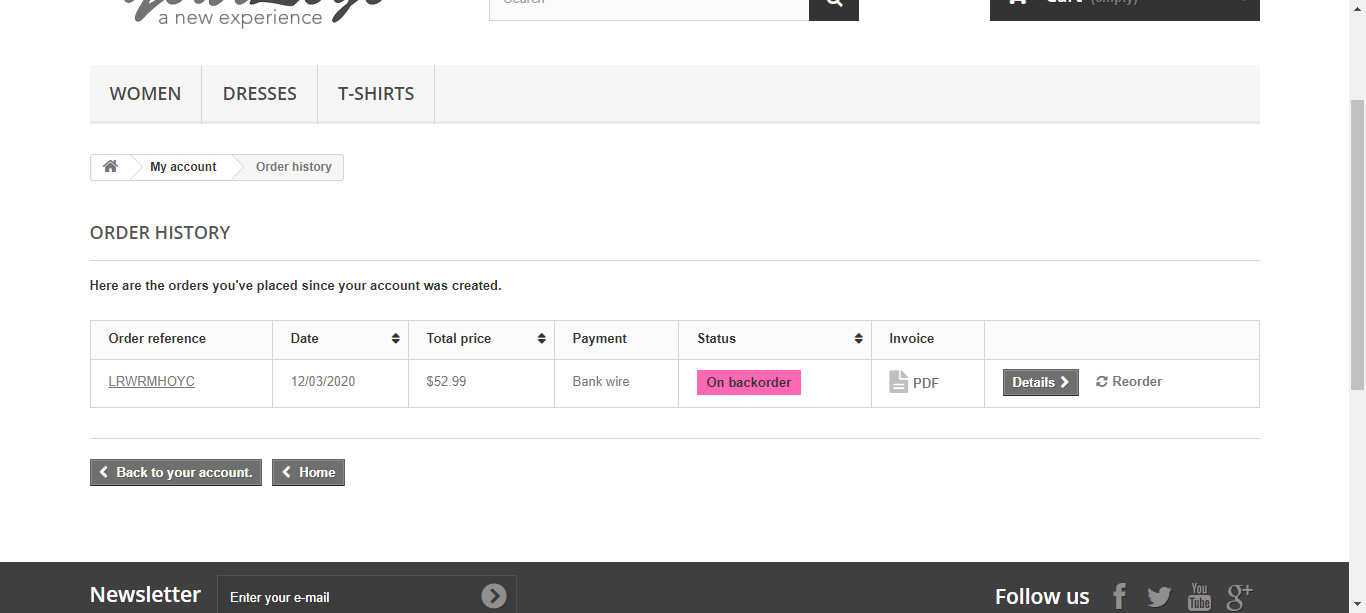 a new experience
Search
Cart (empty)
WOMEN DRESSES T-SHIRTS
My account Order history
ORDER HISTORY
Here are the orders you've placed since your account was created.
Order reference Date Total price Payment Status Invoice
LRWRMHOYC 12/03/2020 $52.99 Bank wire On backorder PDF Details Reorder
Back to your account. Home
Newsletter Enter your e-mail Follow us You Tube g+